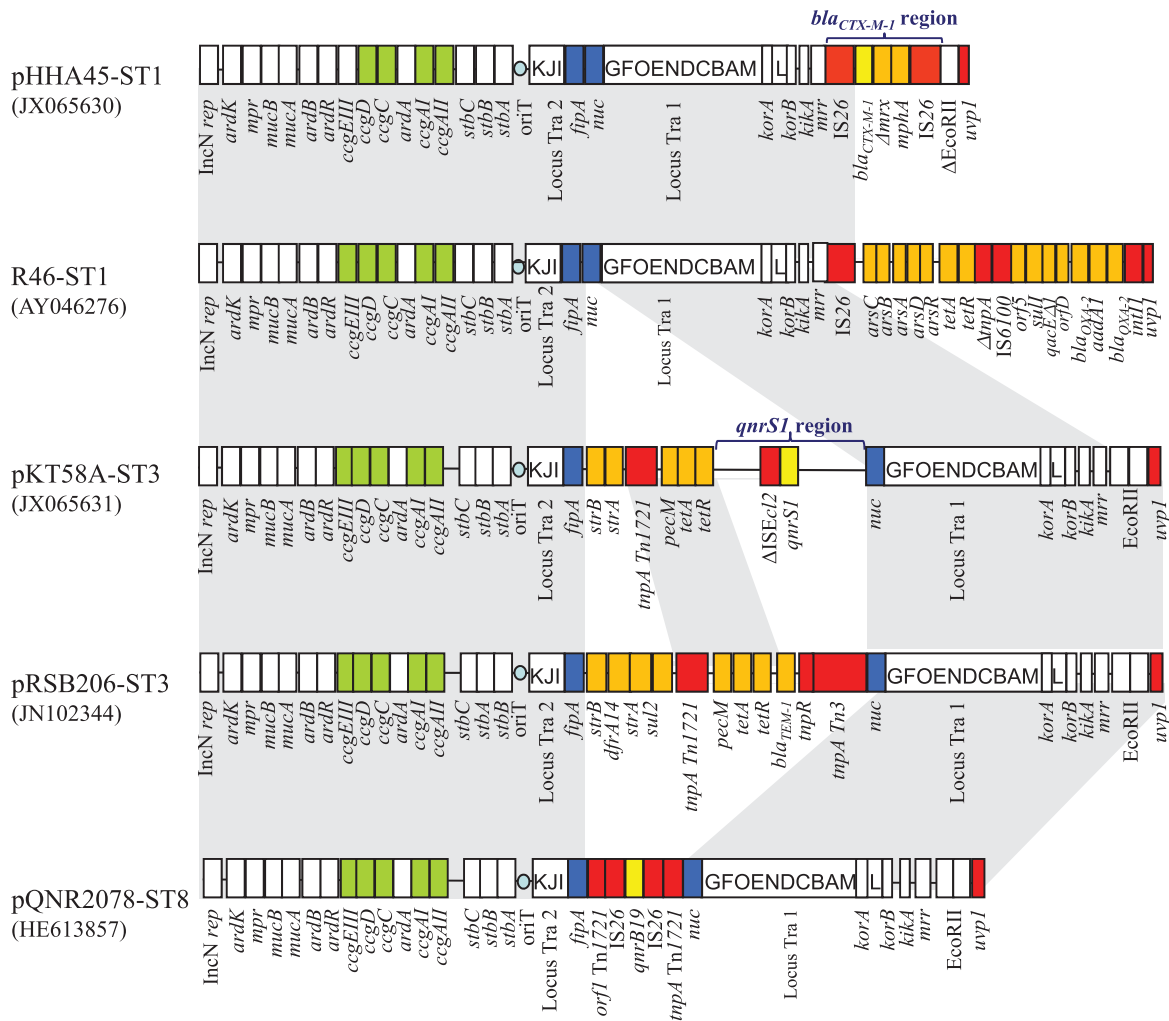 bla CTX-M-1 region
pHHA45-ST1
(JX065630)
KJI GFOENDCBAM L
IncN rep ardK mpr mucB mucA ardB ardR ccgEIII ccgD ccgC ardA ccgAI ccgAII stbC stbB stbA oriT Locus Tra 2 fipA nuc Locus Tra 1 korA korB kikA mrr IS26 bla CTX-M-1 Δmrx mphA IS26 ΔEcoRII uvp1
R46-ST1
(AY046276)
KJI GFOENDCBAM L
IncN rep ardK mpr mucB mucA ardB ardR ccgEIII ccgD ccgC ardA ccgAI ccgAII stbC stbB stbA oriT Locus Tra 2 fipA nuc Locus Tra 1 korA korB kikA mrr IS26 arsC arsB arsA arsD arsR tetA tetR ΔtnpA IS6100 orf5 sulI qacEΔ1 orfD bla OXA-2 aadA1 bla OXA-2 intI1 uvp1
qnrS1 region
pKT58A-ST3
(JX065631)
KJI GFOENDCBAM L
IncN rep ardK mpr mucB mucA ardB ardR ccgEIII ccgD ccgC ardA ccgAI ccgAII stbC stbB stbA oriT Locus Tra 2 fipA strB strA tnpA Tn1721 pecM tetA tetR ΔISEcl2 qnrS1 nuc Locus Tra 1 korA korB kikA mrr EcoRII uvp1
pRSB206-ST3
(JN102344)
KJI GFOENDCBAM L
IncN rep ardK mpr mucB mucA ardB ardR ccgEIII ccgD ccgC ardA ccgAI ccgAII stbC stbA stbB oriT Locus Tra 2 fipA strB dfrA14 strA sul2 tnpA Tn1721 pecM tetA tetR bla TEM-1 tnpR tnpA Tn3 nuc Locus Tra 1 korA korB kikA mrr EcoRII uvp1
pQNR2078-ST8
(HE613857)
KJI GFOENDCBAM L
IncN rep ardK mpr mucB mucA ardB ardR ccgEIII ccgD ccgC ardA ccgAI ccgAII stbC stbB stbA oriT Locus Tra 2 fipA orf1 Tn1721 IS26 qnrB19 IS26 tnpA Tn1721 nuc Locus Tra 1 korA korB kikA mrr EcoRII uvp1